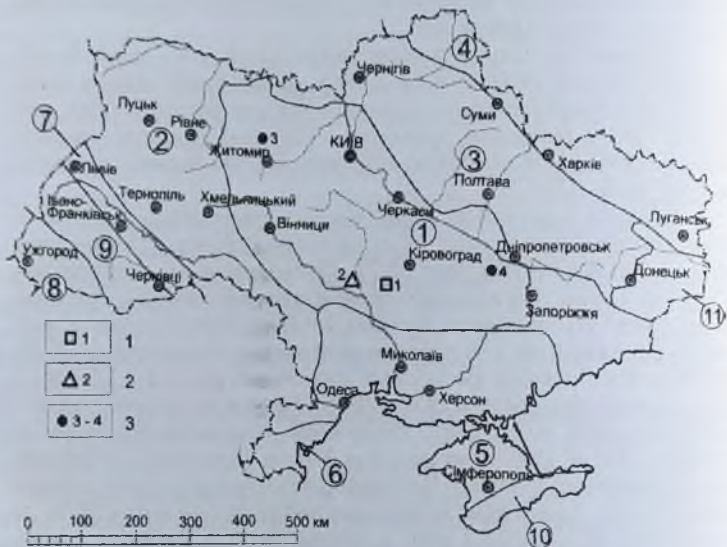 ④
Чернігів
Суми
Луцьк
Рівне
②
3
Житомир
КИЇВ
③
Харків
⑦
Львів
Полтава
Тернопіль
Хмельницький
Черкаси
Івано-
Франківськ
Вінници
①
Луганськ
Ужгород
⑨
Кіровоград
Дніпропетровськ
⑧
Чернівці
2
1
4
Донецьк
⑪
Запоріжжя
1 1
2 2
3 - 4 3
Миколаїв
Одеса
Херсон
⑤
Сімферополь
⑥
⑩
0 100 200 300 400 500 км